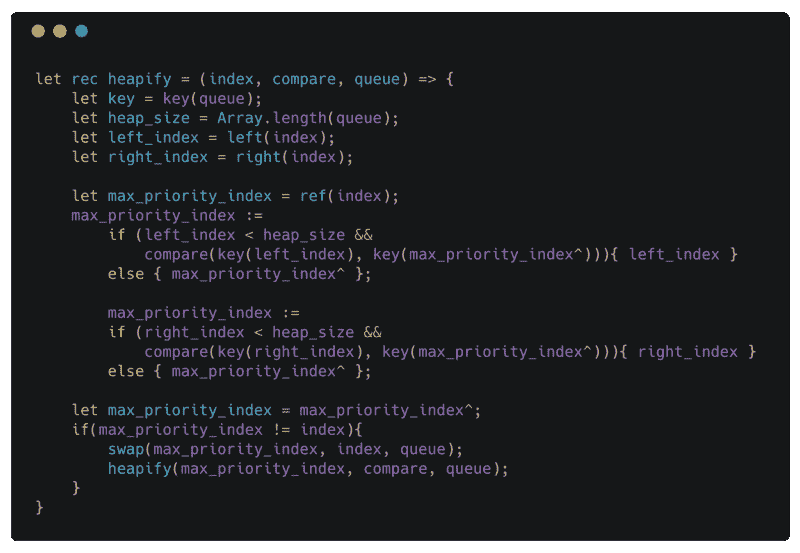 let rec heapify = (index, compare, queue) => {
    let key = key(queue);
    let heap_size = Array.length(queue);
    let left_index = left(index);
    let right_index = right(index);

    let max_priority_index = ref(index);
    max_priority_index :=
        if (left_index < heap_size &&
            compare(key(left_index), key(max_priority_index^))){ left_index }
        else { max_priority_index^ };

        max_priority_index :=
        if (right_index < heap_size &&
            compare(key(right_index), key(max_priority_index^))){ right_index }
        else { max_priority_index^ };

    let max_priority_index = max_priority_index^;
    if(max_priority_index != index){
        swap(max_priority_index, index, queue);
        heapify(max_priority_index, compare, queue);
    }
}